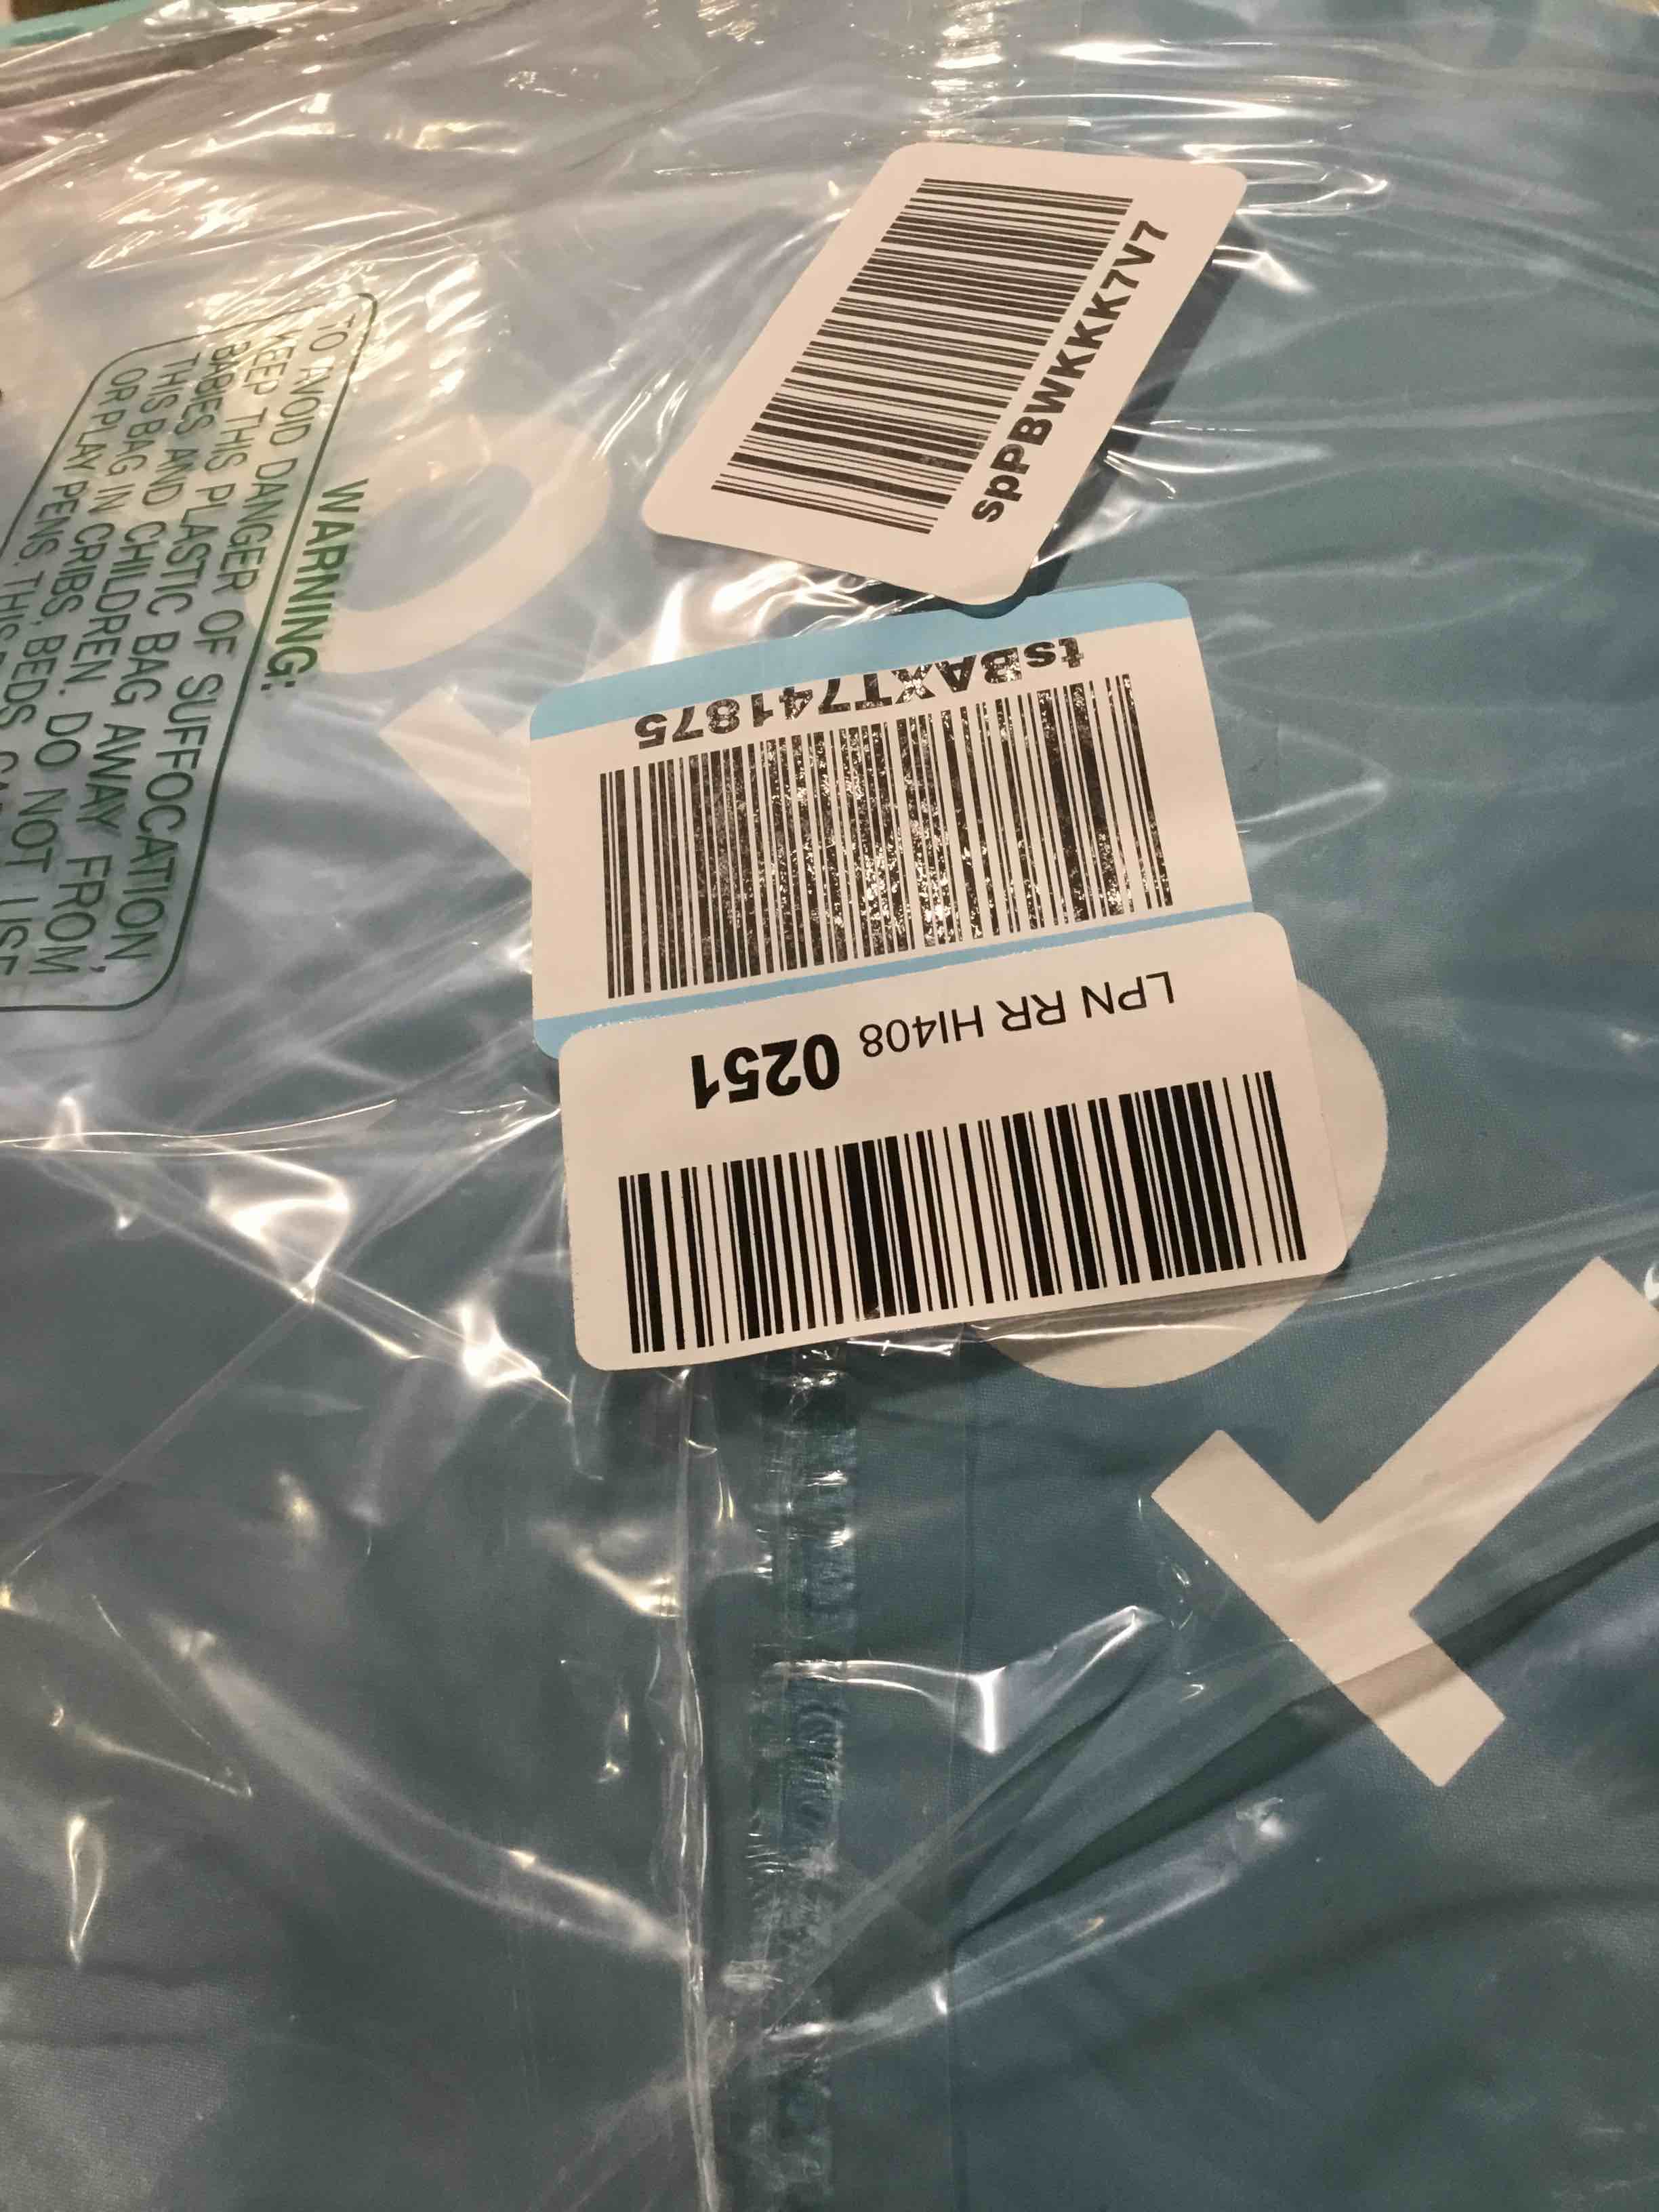 spPBWKKK7V7
tsBAXT741875
LPN RR HI408 0251
WARNING:
TO AVOID DANGER OF SUFFOCATION,
KEEP THIS PLASTIC BAG AWAY FROM
BABIES AND CHILDREN. DO NOT USE
THIS BAG IN CRIBS, BEDS,
OR PLAY PENS. THIS